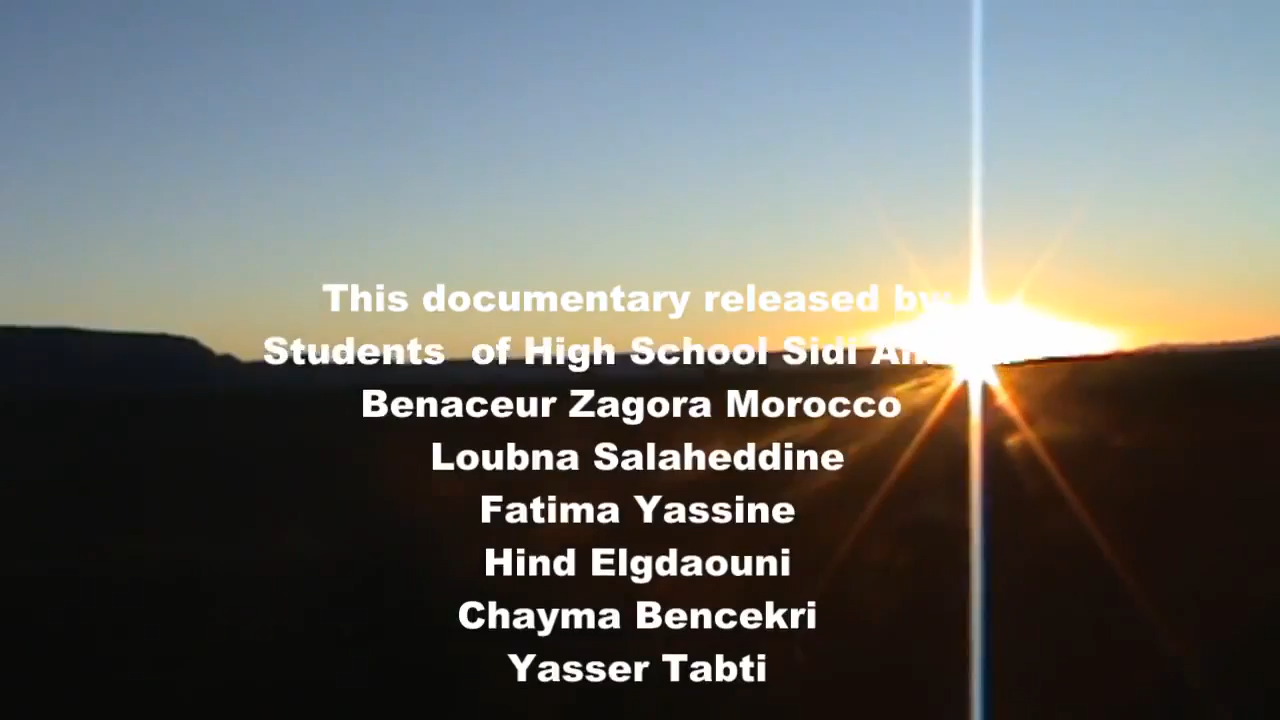 This documentary released by:
Students of High School Sidi
Benaceur Zagora Morocco
Loubna Salaheddine
Fatima Yassine
Hind Elgdaouni
Chayma Bencekri
Yasser Tabti